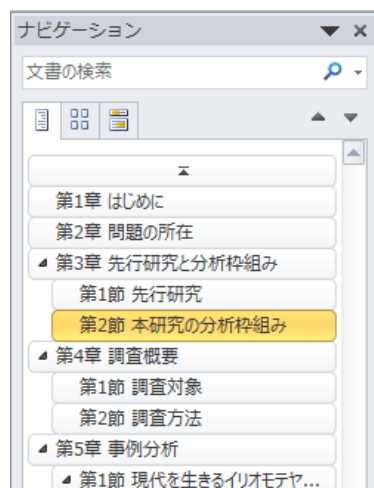 ナビゲーション
文書の検索
第1章 はじめに
第2章 問題の所在
第3章 先行研究と分析枠組み
第1節 先行研究
第2節 本研究の分析枠組み
第4章 調査概要
第1節 調査対象
第2節 調査方法
第5章 事例分析
第1節 現代を生きるイリオモテヤ...